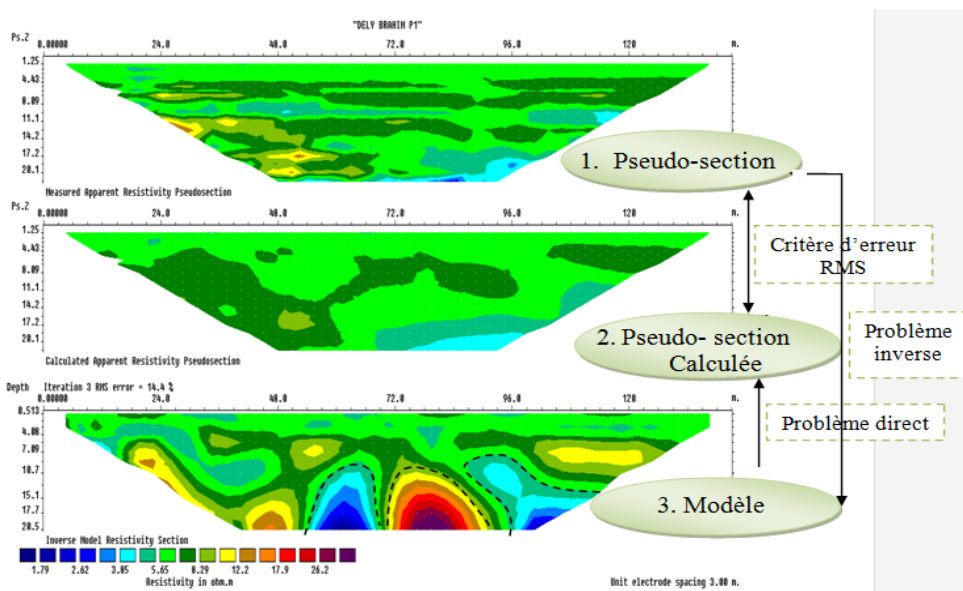 "DELY BRAHIM P1"
Ps.Z
0.00000 24.0 48.0 72.0 96.0 120 m.
1.25
4.43
8.09
11.1
14.2
17.2
20.1
Measured Apparent Resistivity Pseudosection
1. Pseudo-section
Ps.Z
0.00000 24.0 48.0 72.0 96.0 120 m.
1.25
4.43
8.09
11.1
14.2
17.2
20.1
Calculated Apparent Resistivity Pseudosection
Critère d'erreur
RMS
2. Pseudo- section
Calculée
Problème
inverse
Depth Iteration 3 RMS error = 14.4 %
0.00000 24.0 48.0 72.0 96.0 120 m.
0.513
4.08
7.09
10.7
15.1
17.7
20.5
Problème direct
3. Modèle
Inverse Model Resistivity Section
1.79 2.62 3.85 5.65 8.29 12.2 17.9 26.2
Resistivity in ohm.m
Unit electrode spacing 3.00 m.